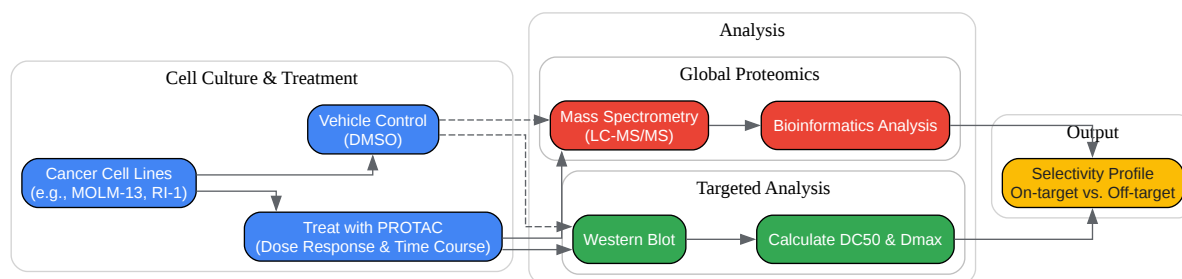 Analysis
Cell Culture & Treatment
Global Proteomics
Vehicle Control
(DMSO)
Mass Spectrometry
(LC-MS/MS)
Bioinformatics Analysis
Output
Cancer Cell Lines
(e.g., MOLM-13, RI-1)
Selectivity Profile
On-target vs. Off-target
Targeted Analysis
Treat with PROTAC
(Dose Response & Time Course)
Western Blot
Calculate DC50 & Dmax